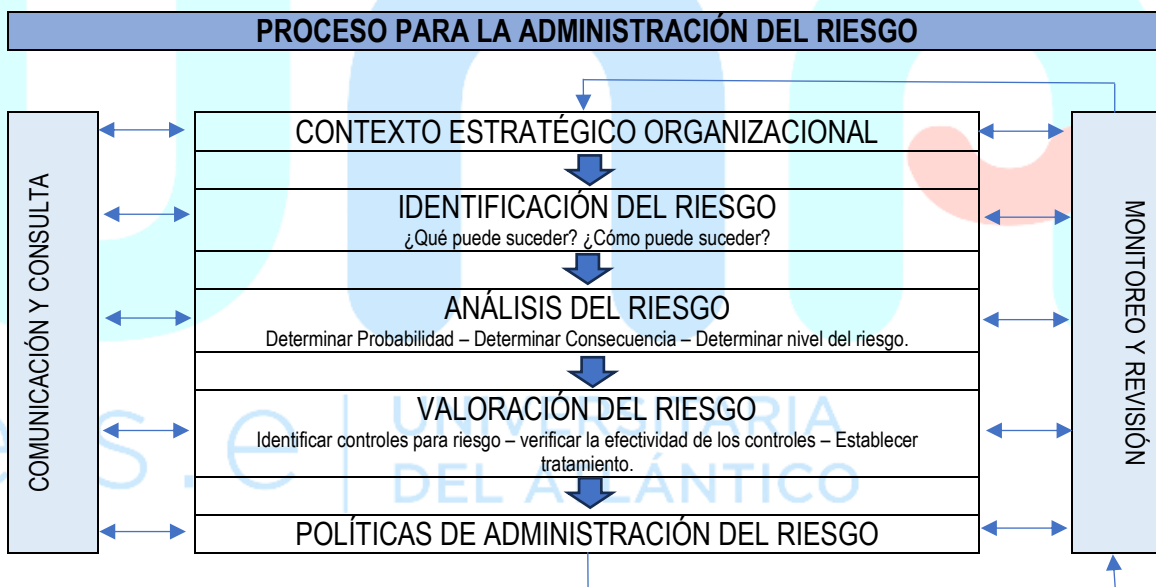 PROCESO PARA LA ADMINISTRACIÓN DEL RIESGO
COMUNICACIÓN Y CONSULTA
CONTEXTO ESTRATÉGICO ORGANIZACIONAL
IDENTIFICACIÓN DEL RIESGO
¿Qué puede suceder? ¿Cómo puede suceder?
ANÁLISIS DEL RIESGO
Determinar Probabilidad – Determinar Consecuencia – Determinar nivel del riesgo.
VALORACIÓN DEL RIESGO
Identificar controles para riesgo – verificar la efectividad de los controles – Establecer
tratamiento.
POLÍTICAS DE ADMINISTRACIÓN DEL RIESGO
MONITOREO Y REVISIÓN
s.e
UNIVERSITARIA
DEL ATLÁNTICO